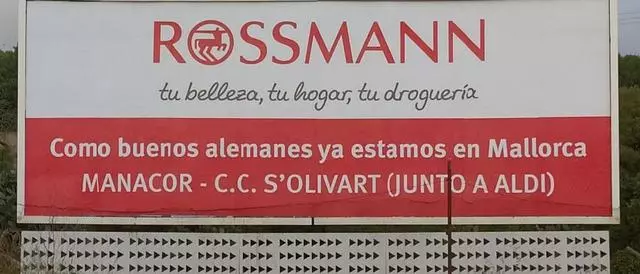 ROSSMANN
tu belleza, tu hogar, tu droguería
Como buenos alemanes ya estamos en Mallorca
MANACOR - C.C. S'OLIVART (JUNTO A ALDI)